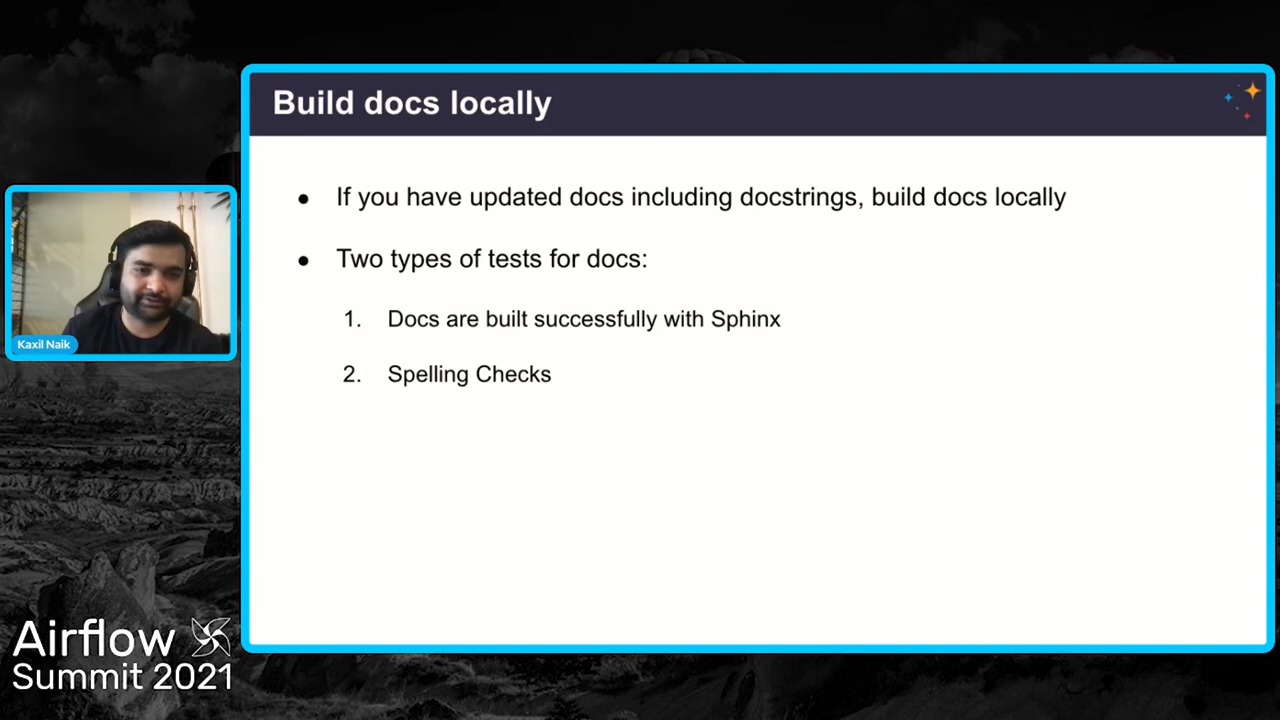 Build docs locally
● If you have updated docs including docstrings, build docs locally
● Two types of tests for docs:
1. Docs are built successfully with Sphinx
2. Spelling Checks
Kaxil Naik
Airflow
Summit 2021